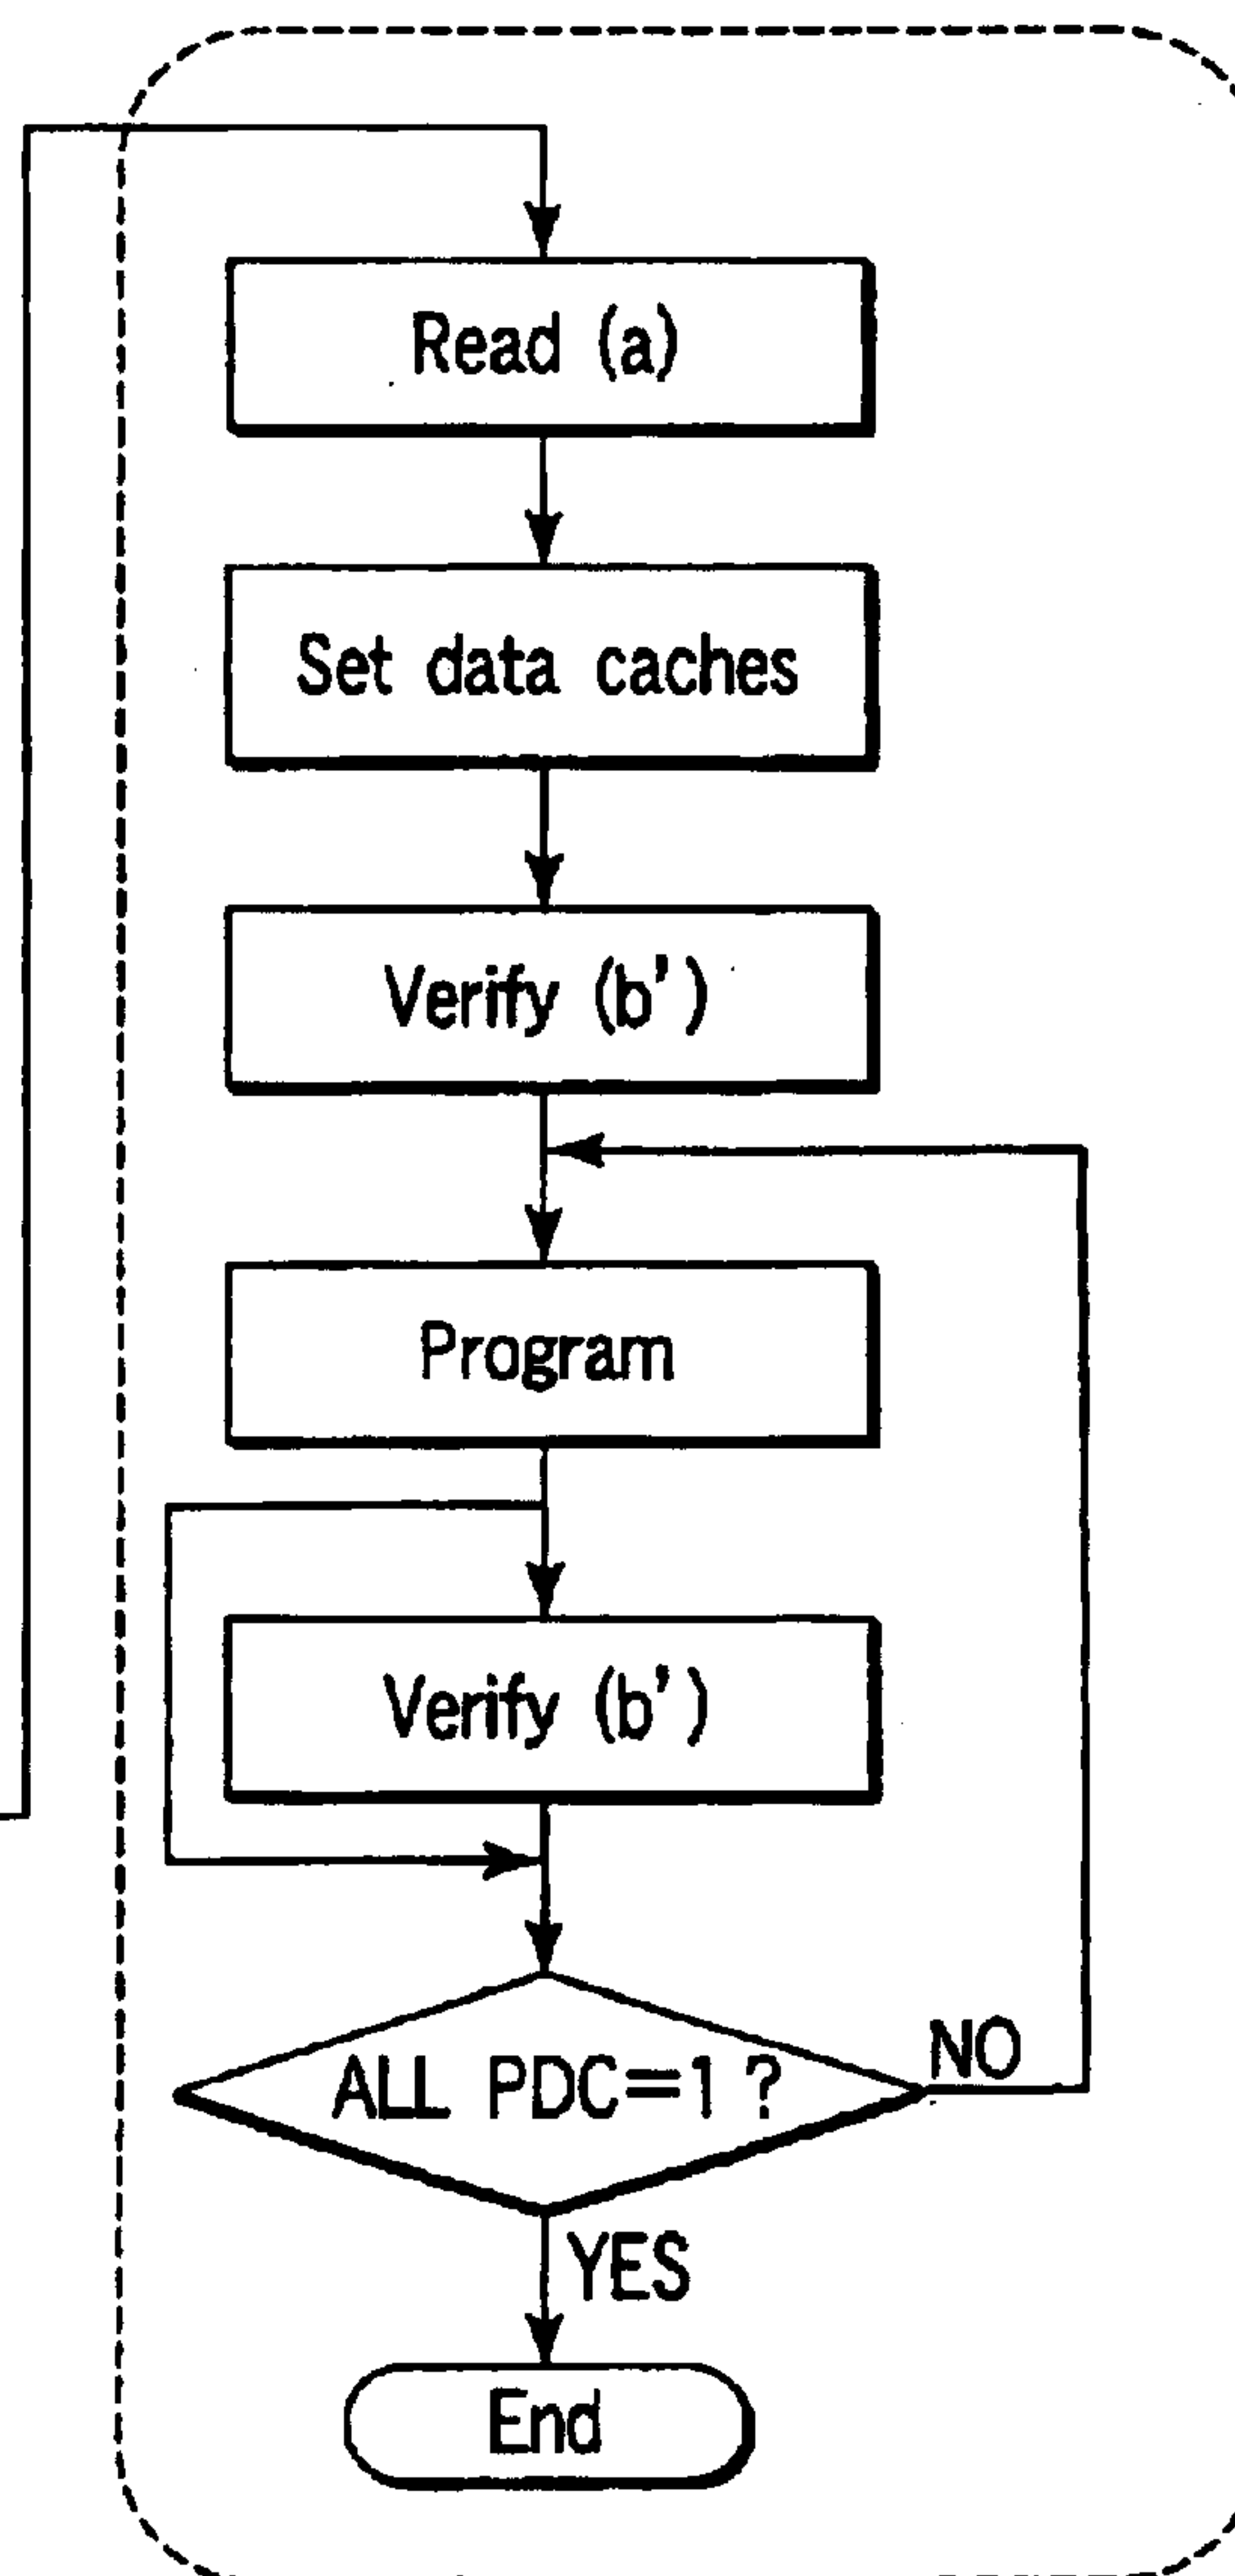 Read (a)
Set data caches
Verify (b')
Program
Verify (b')
ALL PDC=1 ?
NO
YES
End